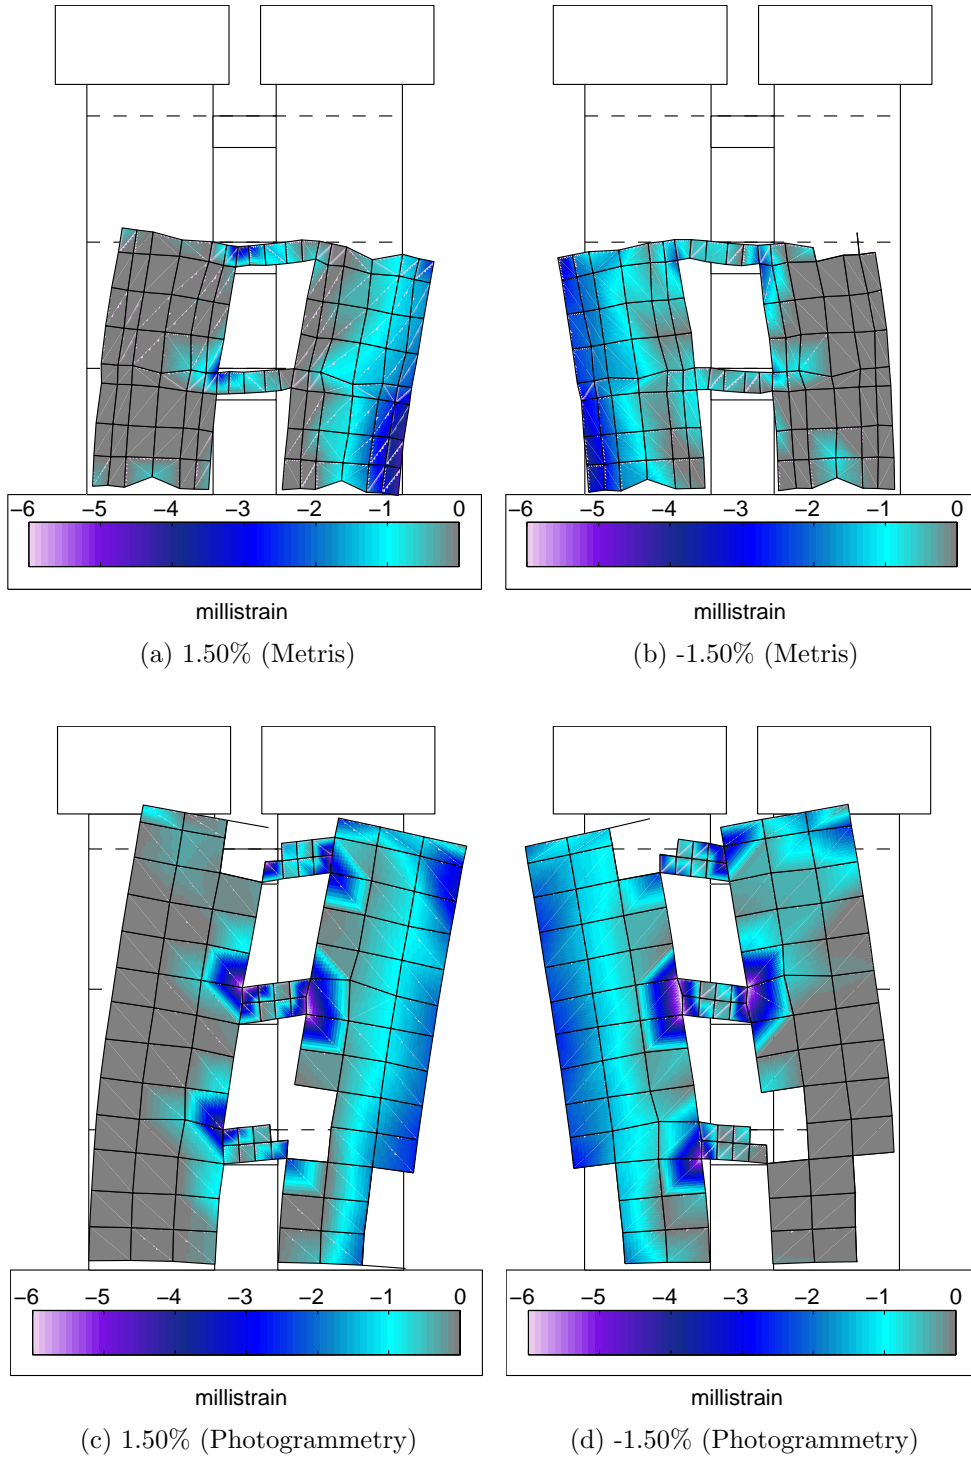 −6 −5 −4 −3 −2 −1 0
millistrain
(a) 1.50% (Metris)
−6 −5 −4 −3 −2 −1 0
millistrain
(b) -1.50% (Metris)
−6 −5 −4 −3 −2 −1 0
millistrain
(c) 1.50% (Photogrammetry)
−6 −5 −4 −3 −2 −1 0
millistrain
(d) -1.50% (Photogrammetry)